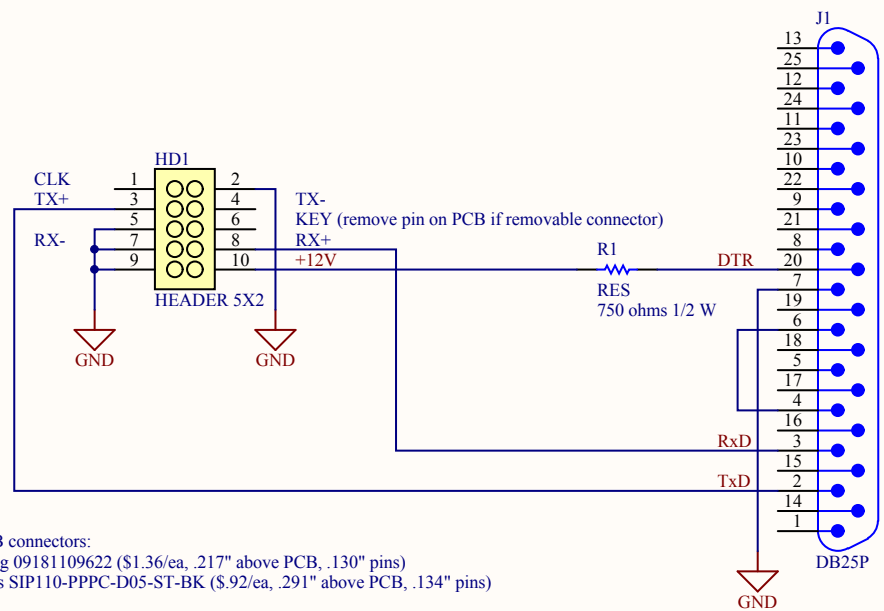 J1
13
25
12
24
11
23
10
22
9
21
8
DTR 20
7
19
6
18
5
17
4
16
RxD 3
15
TxD 2
14
1
DB25P
GND
HD1
CLK 1 2
TX+ 3 4 TX-
5 6 KEY (remove pin on PCB if removable connector)
RX- 7 8 RX+
9 10 +12V
HEADER 5X2
GND GND
R1
RES
750 ohms 1/2 W
connectors:
09181109622 ($1.36/ea, .217" above PCB, .130" pins)
SIP110-PPPC-D05-ST-BK ($.92/ea, .291" above PCB, .134" pins)